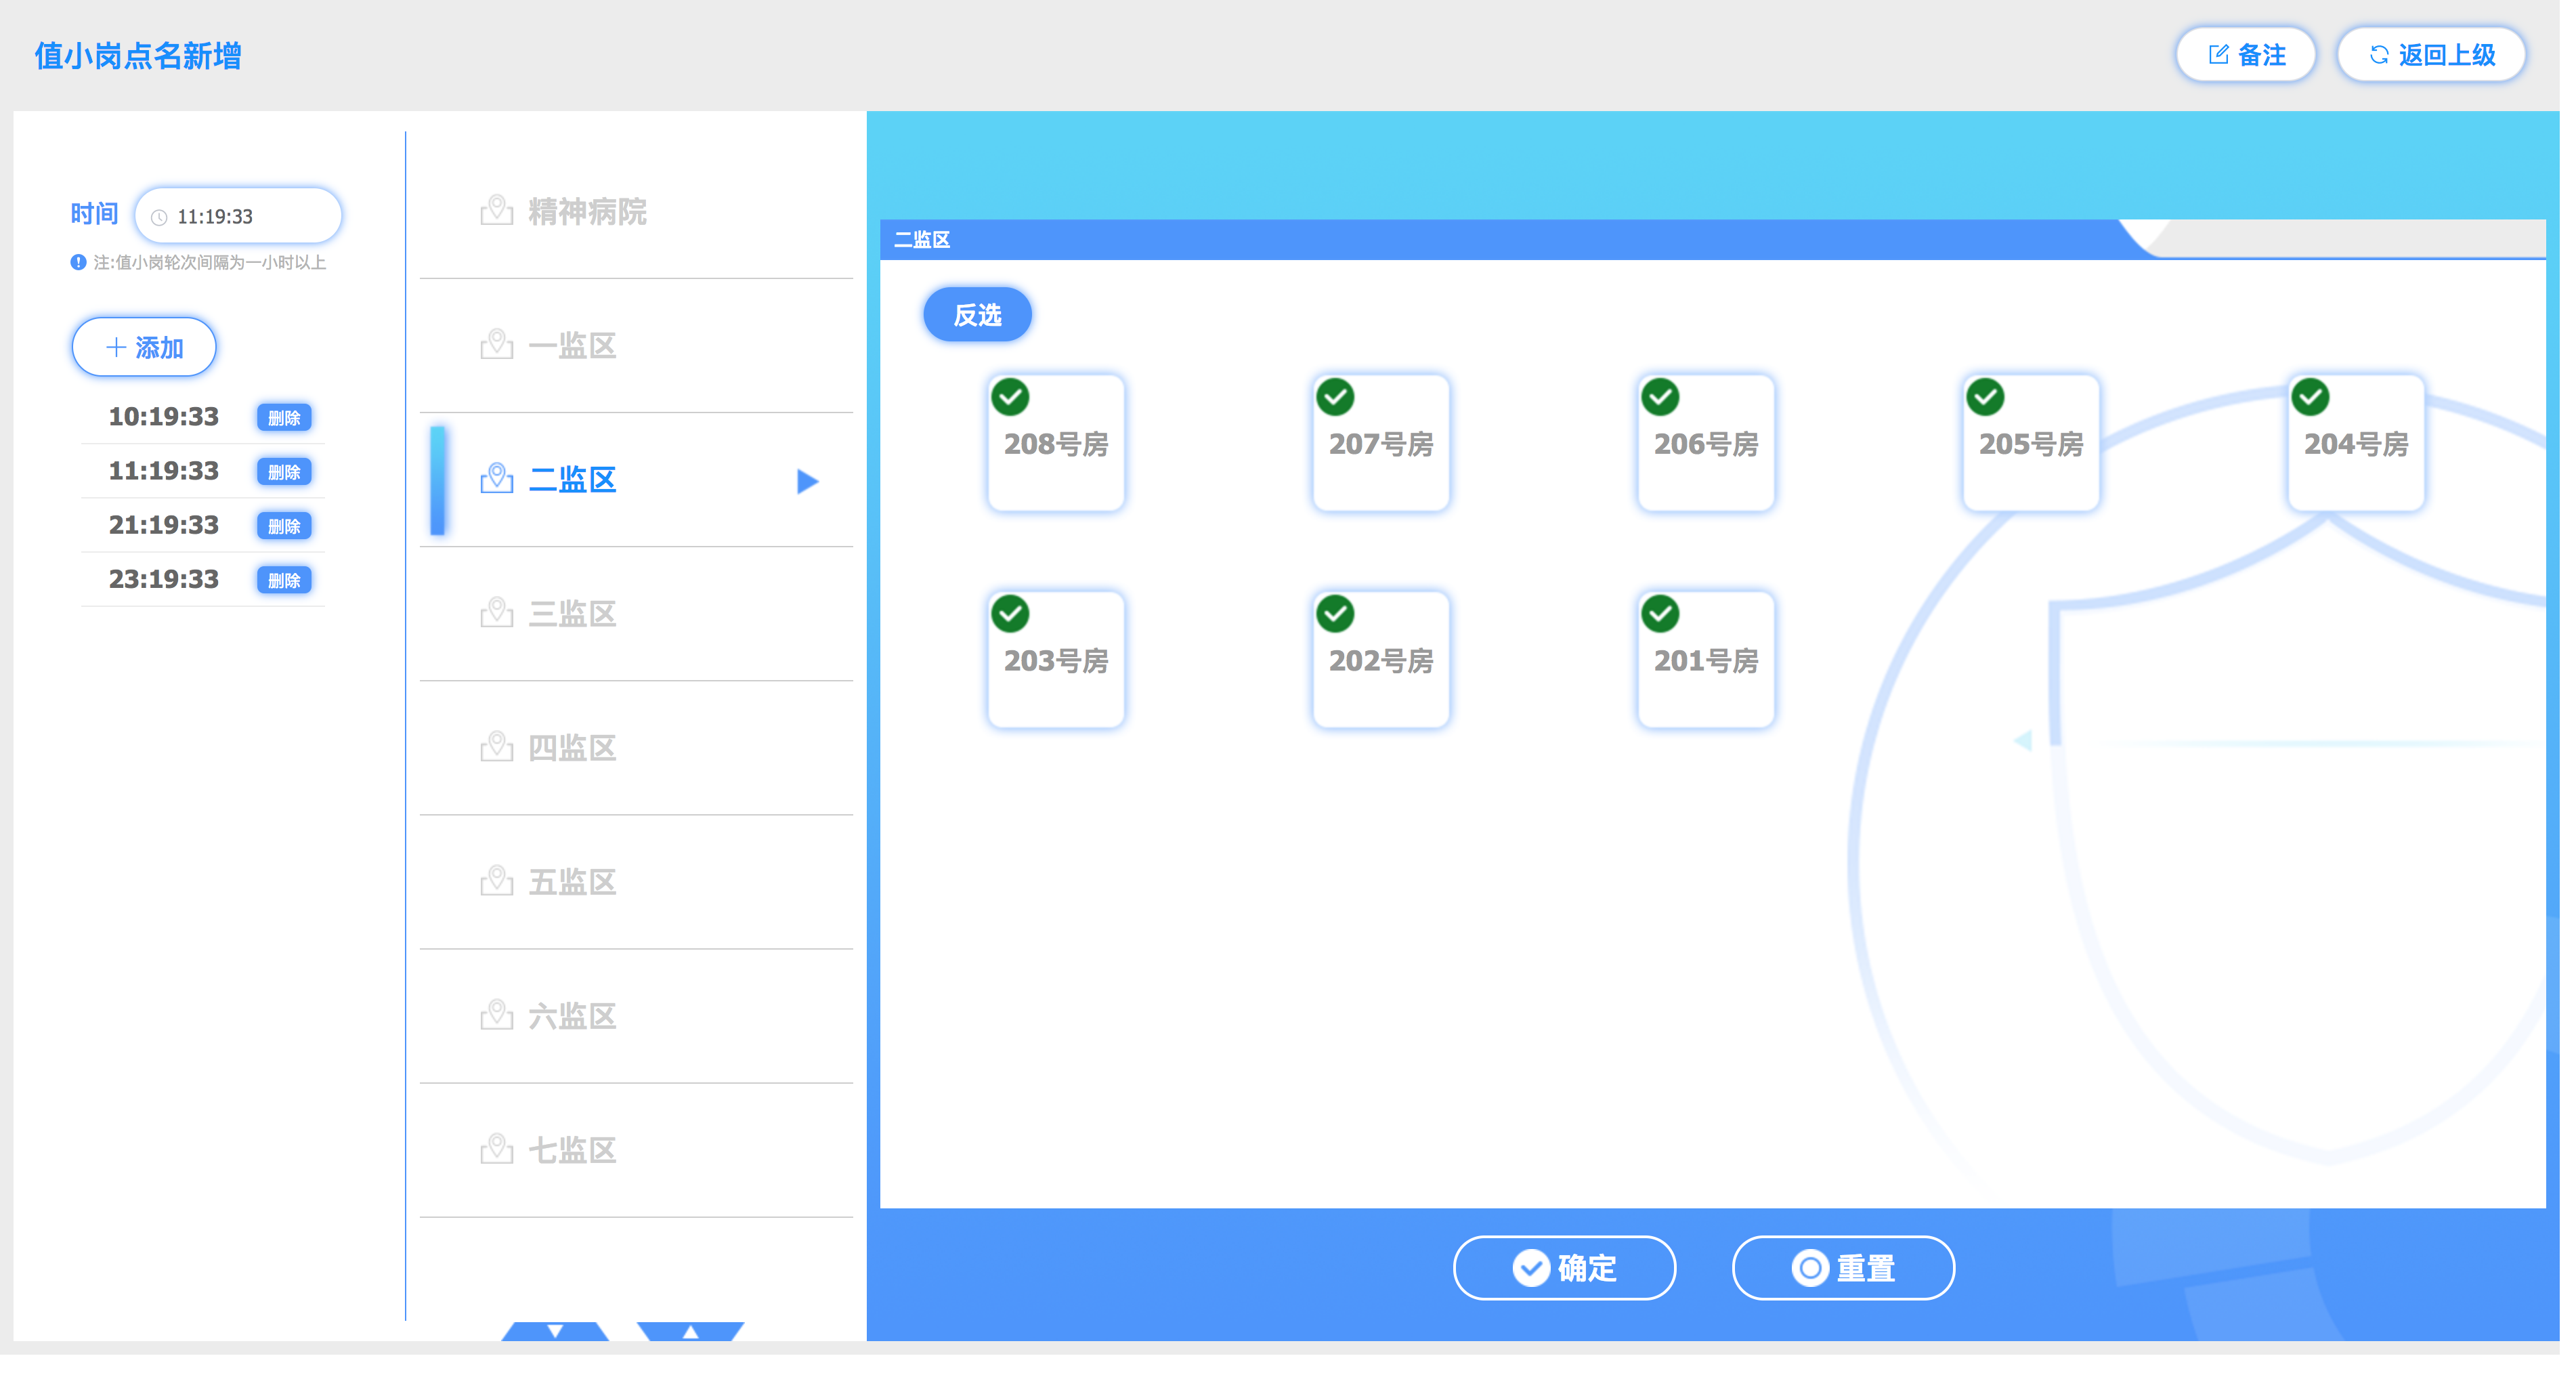 值小岗点名新增
备注
返回上级
时间
11:19:33
注:值小岗轮次间隔为一小时以上
添加
10:19:33 删除
11:19:33 删除
21:19:33 删除
23:19:33 删除
精神病院
一监区
二监区
三监区
四监区
五监区
六监区
七监区
二监区
反选
208号房
207号房
206号房
205号房
204号房
203号房
202号房
201号房
确定
重置